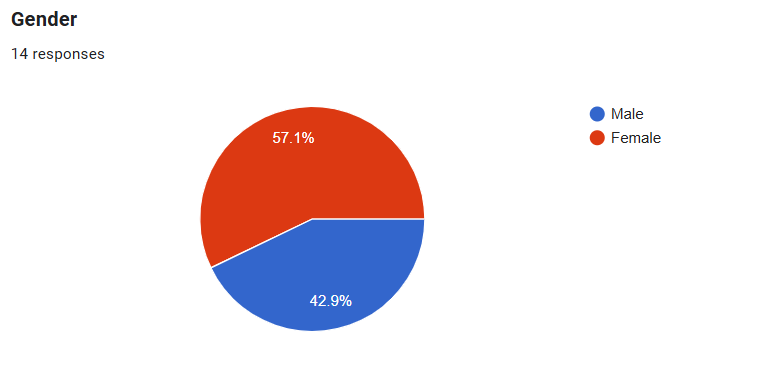 Gender
14 responses
57.1%
42.9%
Male
Female